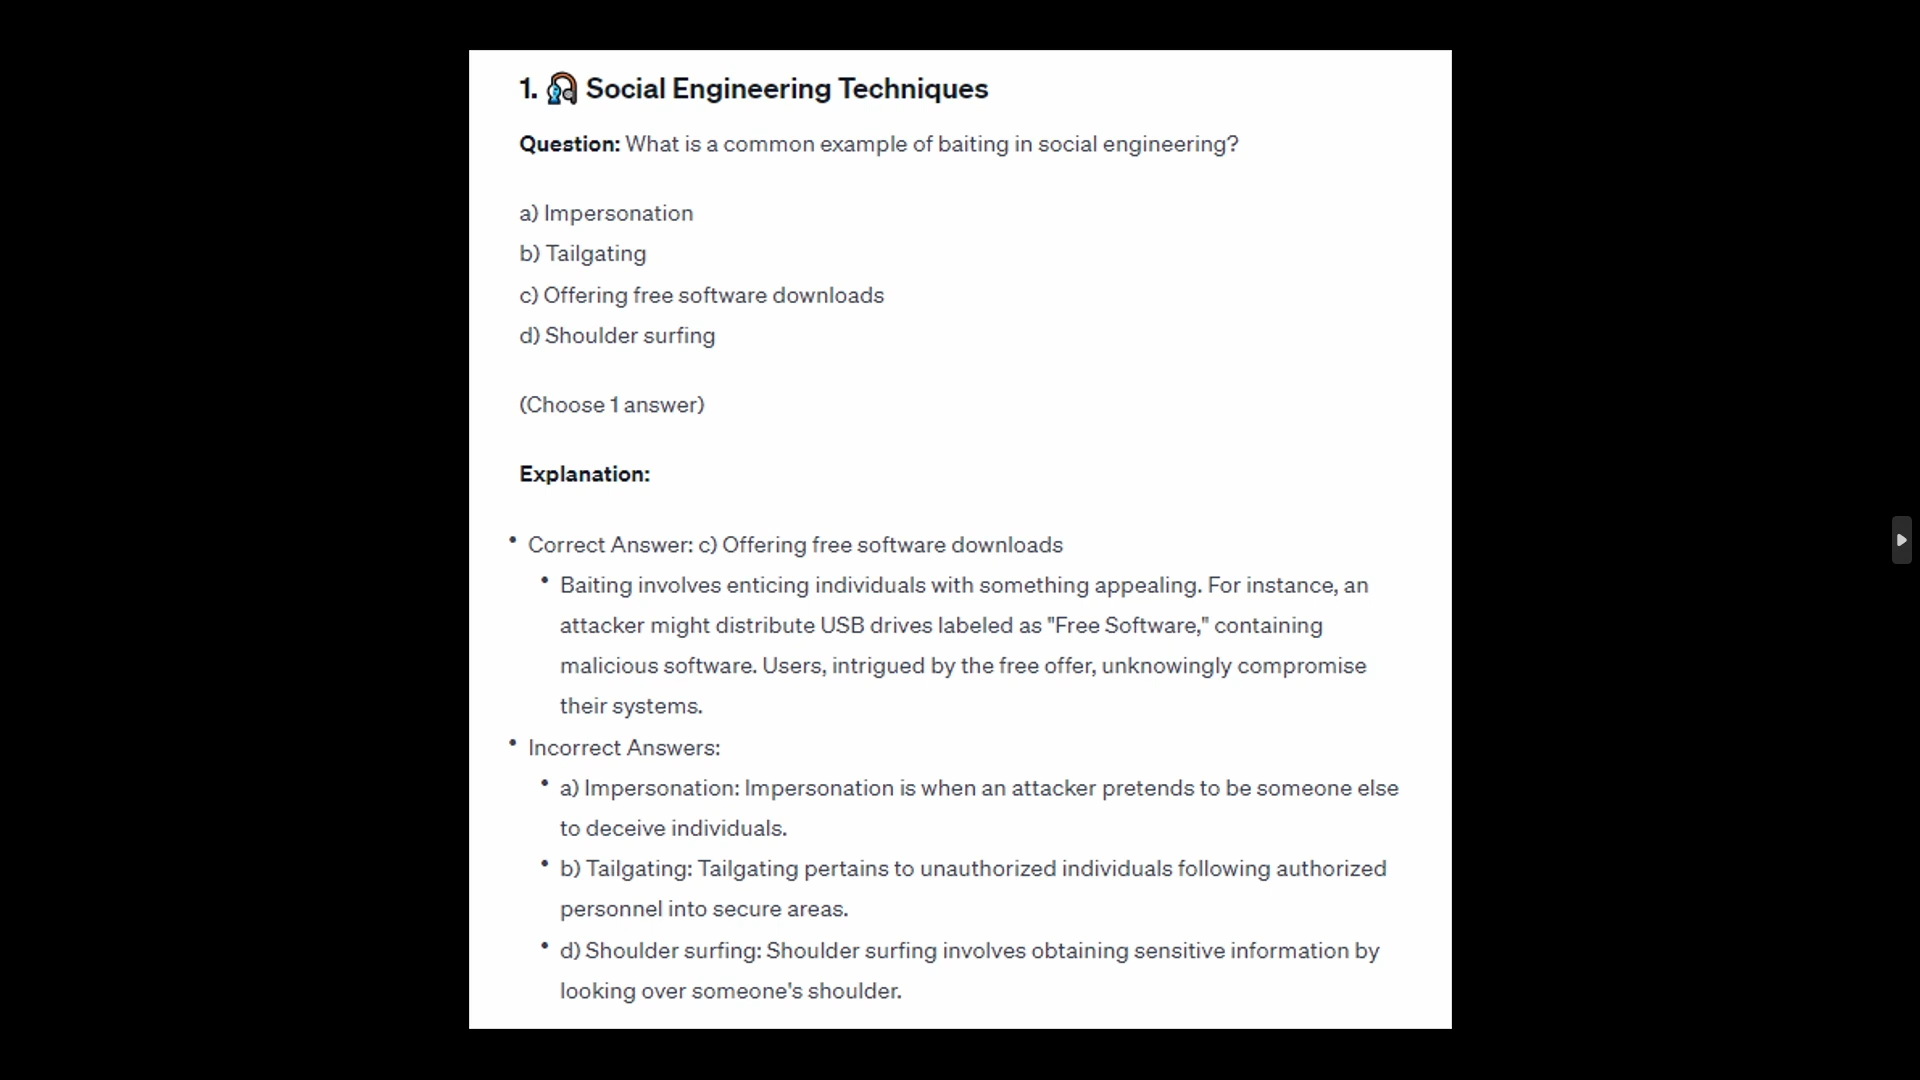 1. Social Engineering Techniques
Question: What is a common example of baiting in social engineering?
a) Impersonation
b) Tailgating
c) Offering free software downloads
d) Shoulder surfing
(Choose 1 answer)
Explanation:
• Correct Answer: c) Offering free software downloads
• Baiting involves enticing individuals with something appealing. For instance, an
attacker might distribute USB drives labeled as "Free Software," containing
malicious software. Users, intrigued by the free offer, unknowingly compromise
their systems.
• Incorrect Answers:
• a) Impersonation: Impersonation is when an attacker pretends to be someone else
to deceive individuals.
• b) Tailgating: Tailgating pertains to unauthorized individuals following authorized
personnel into secure areas.
• d) Shoulder surfing: Shoulder surfing involves obtaining sensitive information by
looking over someone's shoulder.